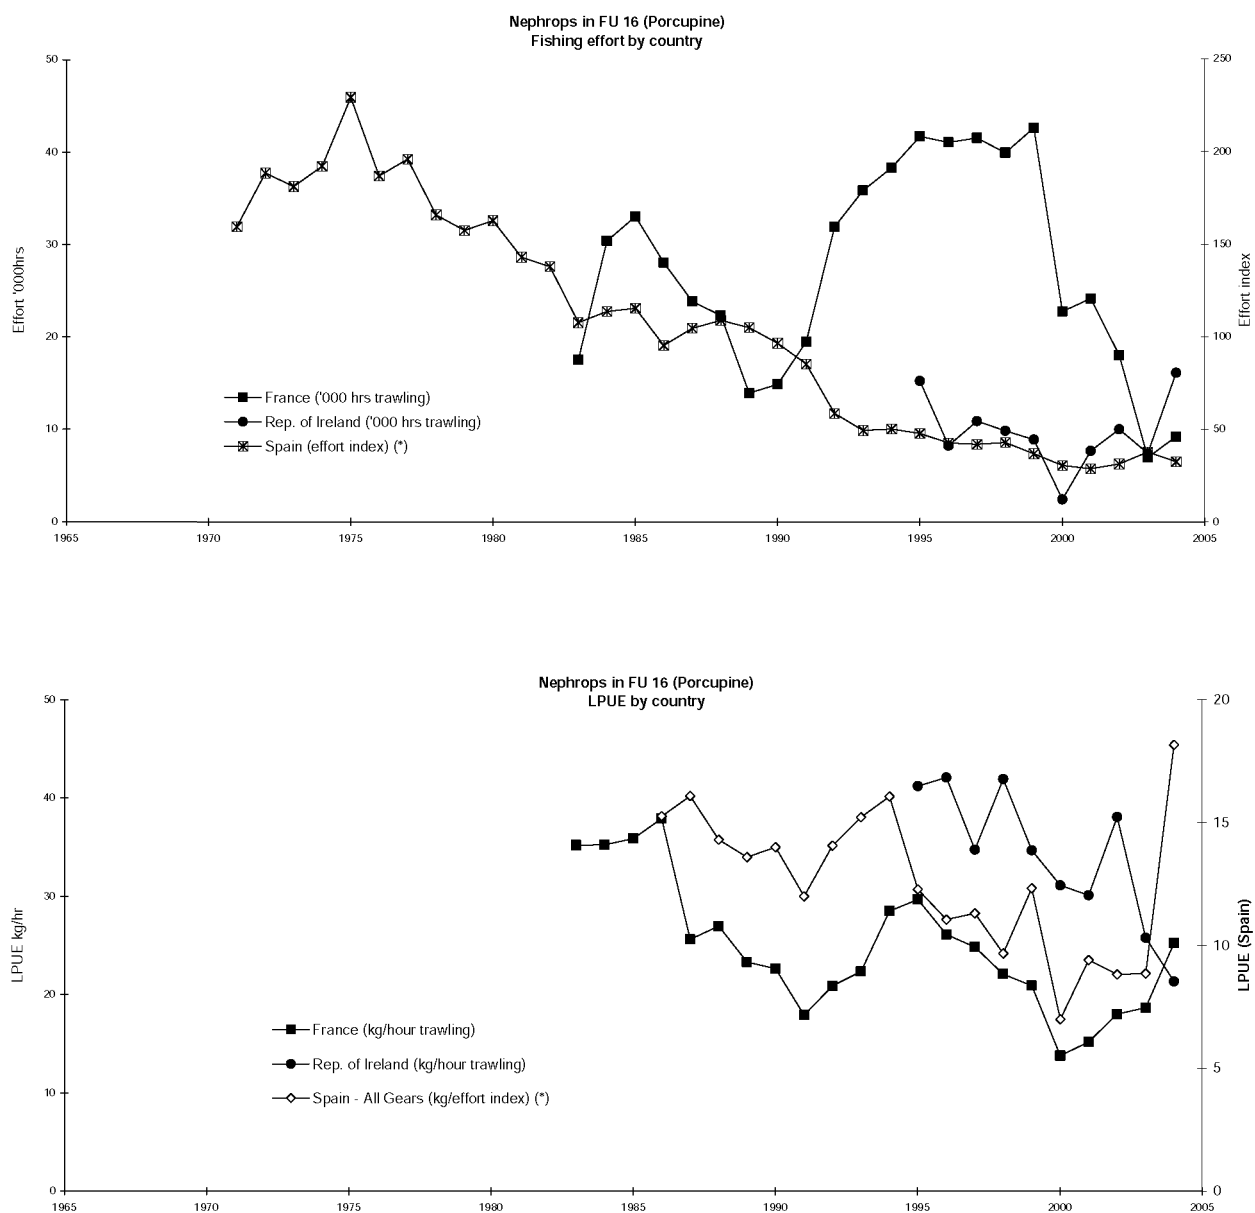 Nephrops in FU 16 (Porcupine)
Fishing effort by country
50
40
30
20
10
0
Effort '000hrs
250
200
150
100
50
0
Effort index
France ('000 hrs trawling)
Rep. of Ireland ('000 hrs trawling)
Spain (effort index) (*)
1965 1970 1975 1980 1985 1990 1995 2000 2005
Nephrops in FU 16 (Porcupine)
LPUE by country
50
40
30
20
10
0
LPUE kg/hr
20
15
10
5
0
LPUE (Spain)
France (kg/hour trawling)
Rep. of Ireland (kg/hour trawling)
Spain - All Gears (kg/effort index) (*)
1965 1970 1975 1980 1985 1990 1995 2000 2005